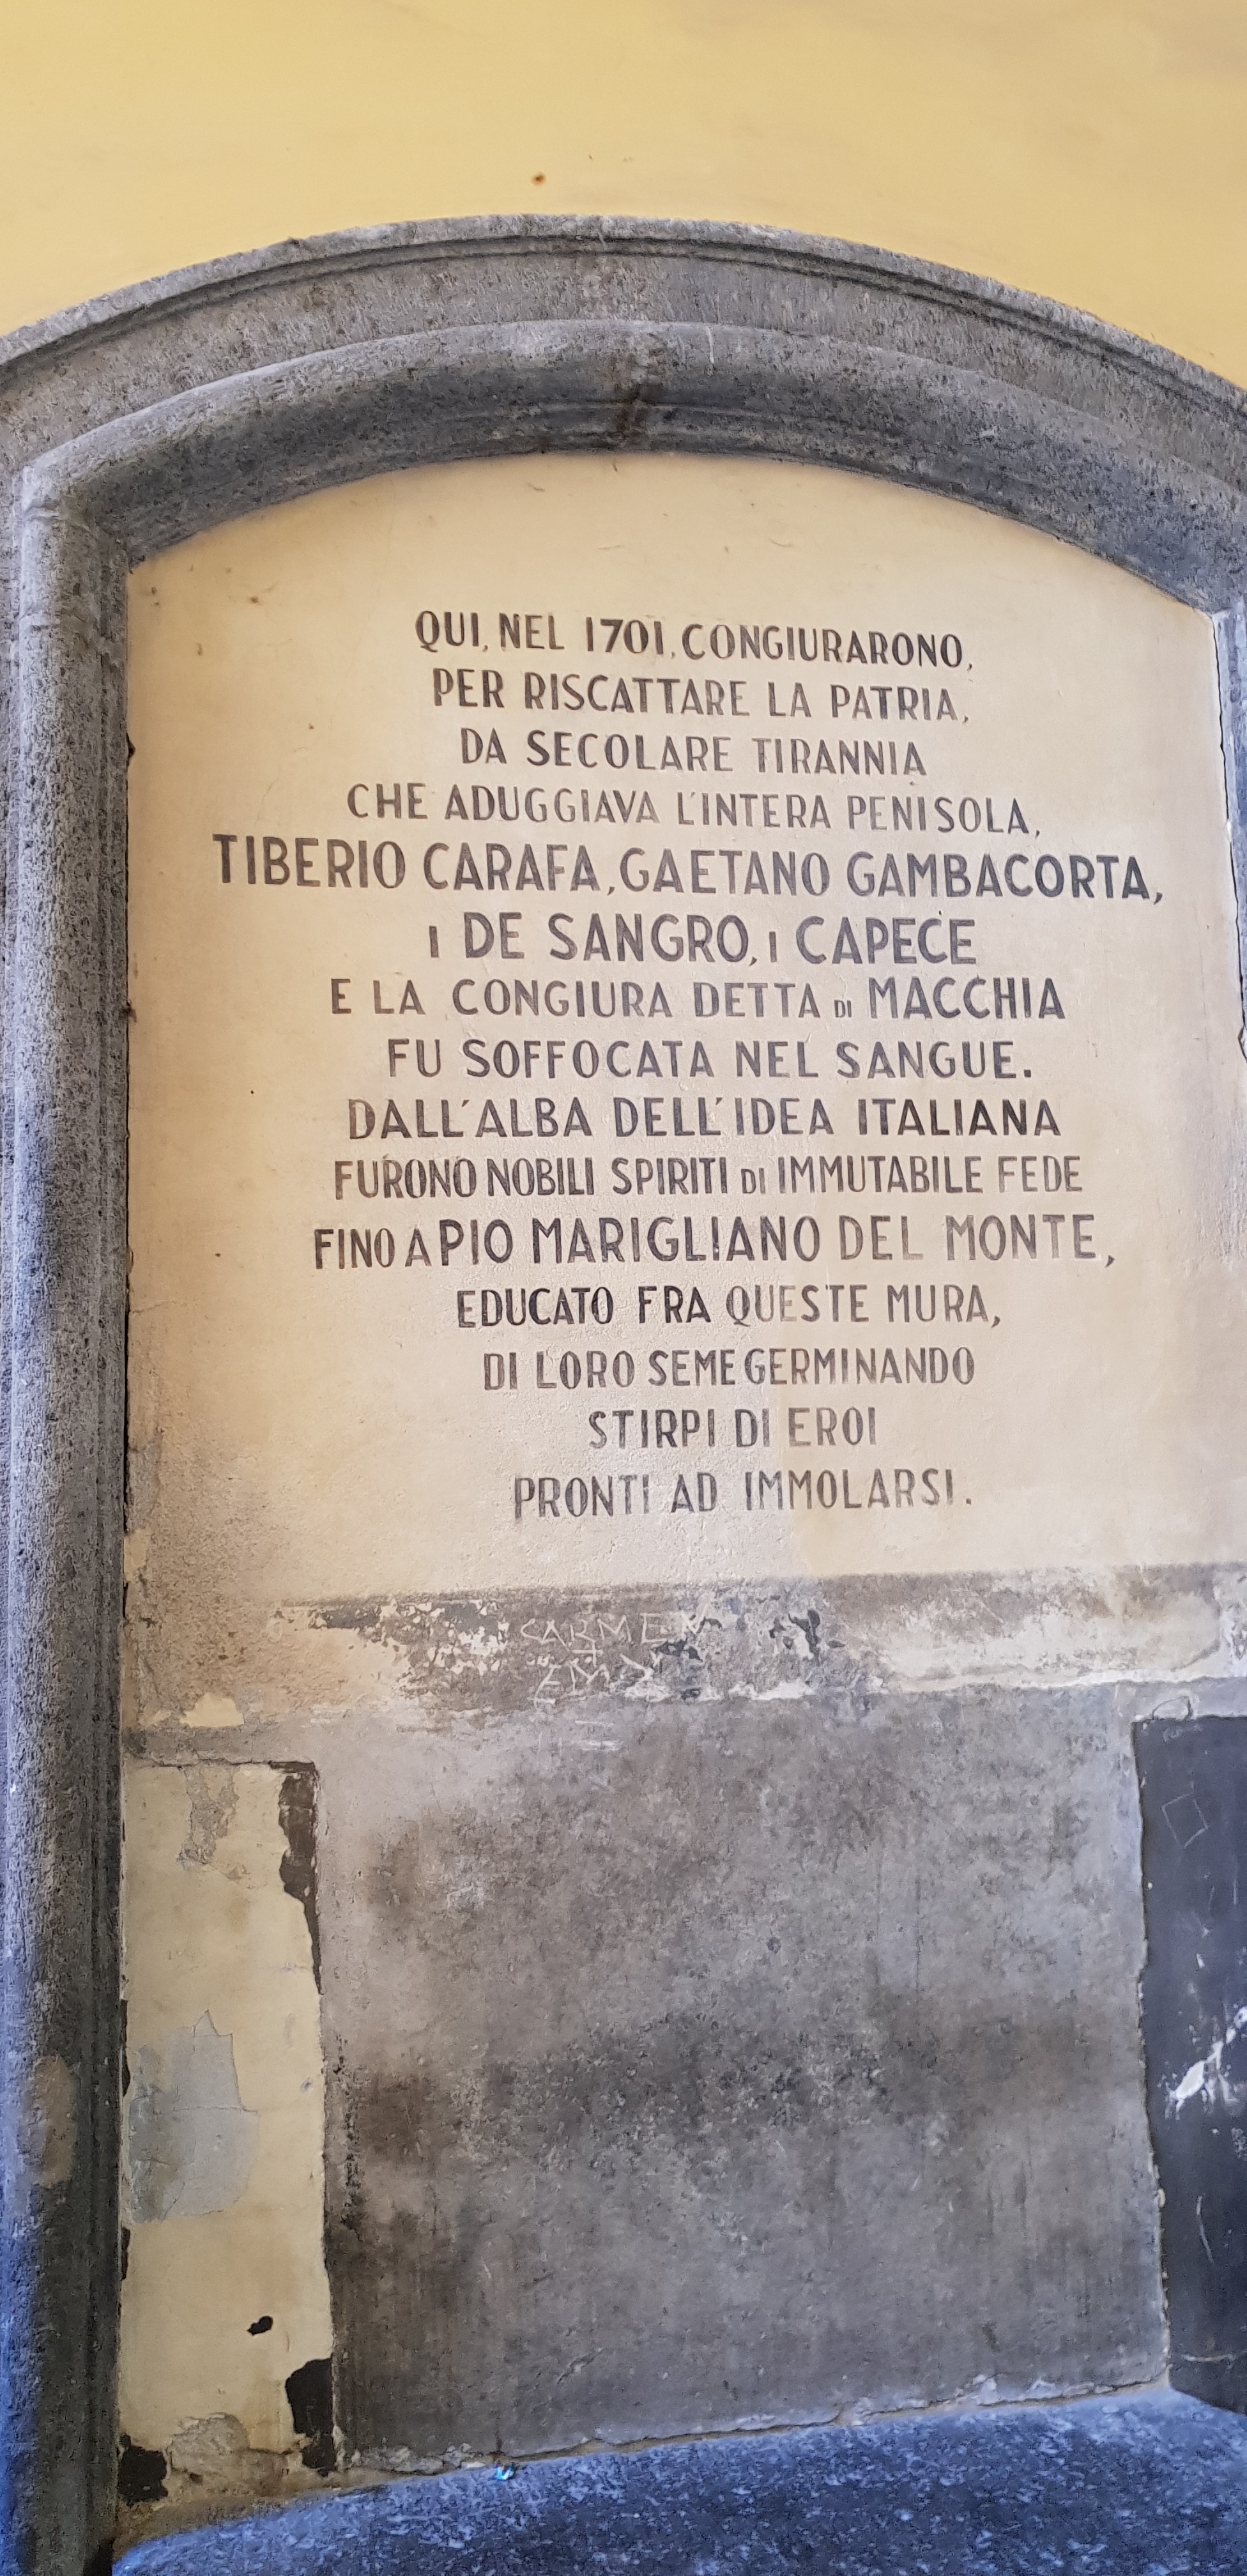 QUI, NEL 1701, CONGIURARONO,
PER RISCATTARE LA PATRIA,
DA SECOLARE TIRANNIA
CHE ADUGGIAVA L'INTERA PENISOLA,
TIBERIO CARAFA, GAETANO GAMBACORTA,
I DE SANGRO, I CAPECE
E LA CONGIURA DETTA DI MACCHIA
FU SOFFOCATA NEL SANGUE.
DALL'ALBA DELL'IDEA ITALIANA
FURONO NOBILI SPIRITI DI IMMUTABILE FEDE
FINO A PIO MARIGLIANO DEL MONTE,
EDUCATO FRA QUESTE MURA,
DI LORO SEME GERMINANDO
STIRPI DI EROI
PRONTI AD IMMOLARSI.
CARMEN
+